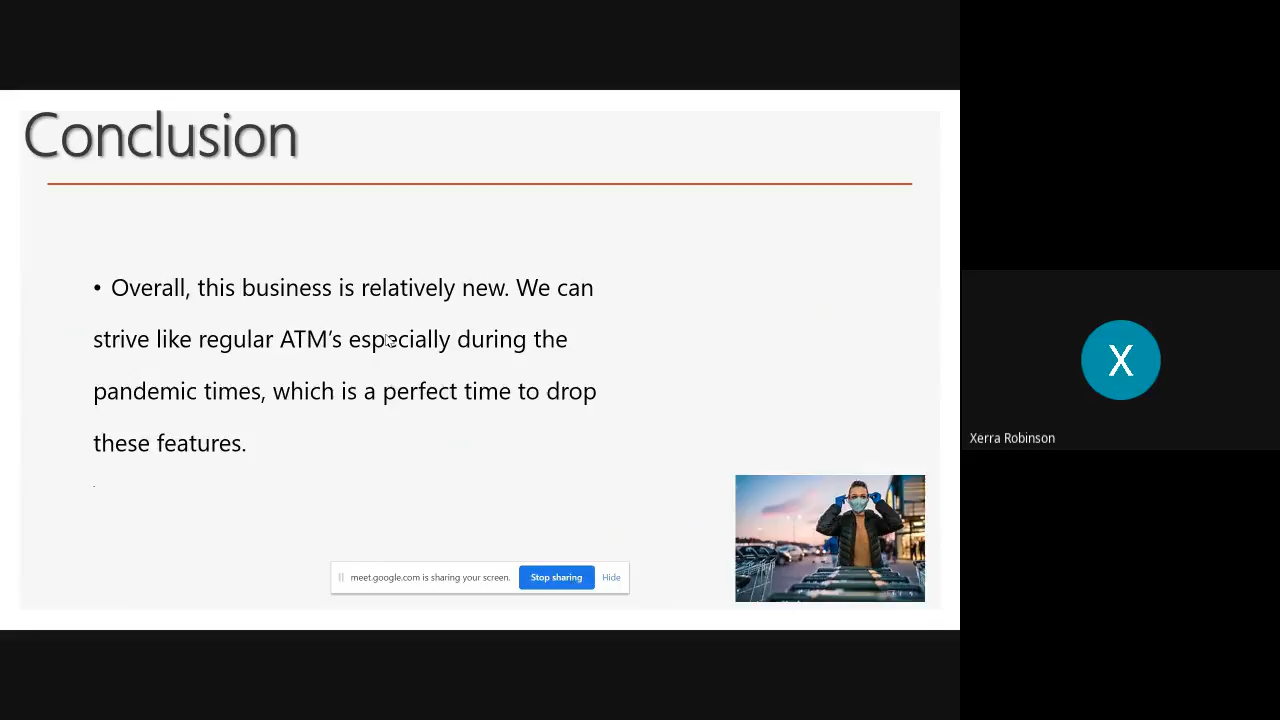 Conclusion
• Overall, this business is relatively new. We can
strive like regular ATM’s especially during the
pandemic times, which is a perfect time to drop
these features.
.
meet.google.com is sharing your screen.
Stop sharing
Hide
X
Xerra Robinson